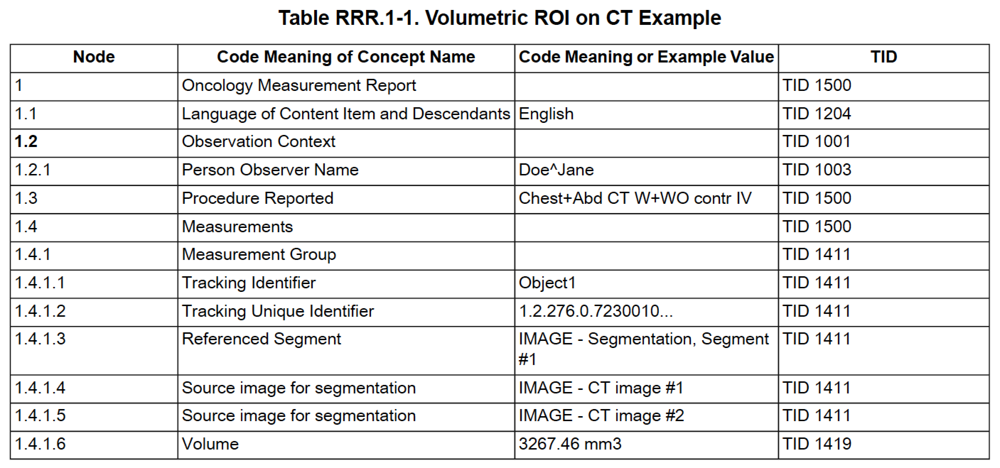 Table RRR.1-1. Volumetric ROI on CT Example
Node Code Meaning of Concept Name Code Meaning or Example Value TID
1 Oncology Measurement Report TID 1500
1.1 Language of Content Item and Descendants English TID 1204
1.2 Observation Context TID 1001
1.2.1 Person Observer Name Doe^Jane TID 1003
1.3 Procedure Reported Chest+Abd CT W+WO contr IV TID 1500
1.4 Measurements TID 1500
1.4.1 Measurement Group TID 1411
1.4.1.1 Tracking Identifier Object1 TID 1411
1.4.1.2 Tracking Unique Identifier 1.2.276.0.7230010... TID 1411
1.4.1.3 Referenced Segment IMAGE - Segmentation, Segment TID 1411
#1
1.4.1.4 Source image for segmentation IMAGE - CT image #1 TID 1411
1.4.1.5 Source image for segmentation IMAGE - CT image #2 TID 1411
1.4.1.6 Volume 3267.46 mm3 TID 1419